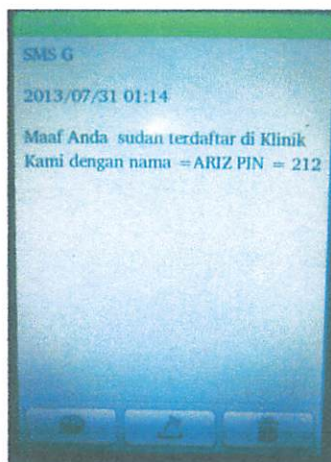 SMS G
2013/07/31 01:14
Maaf Anda sudan terdaftar di Klinik
Kami dengan nama =ARIZ PIN = 212